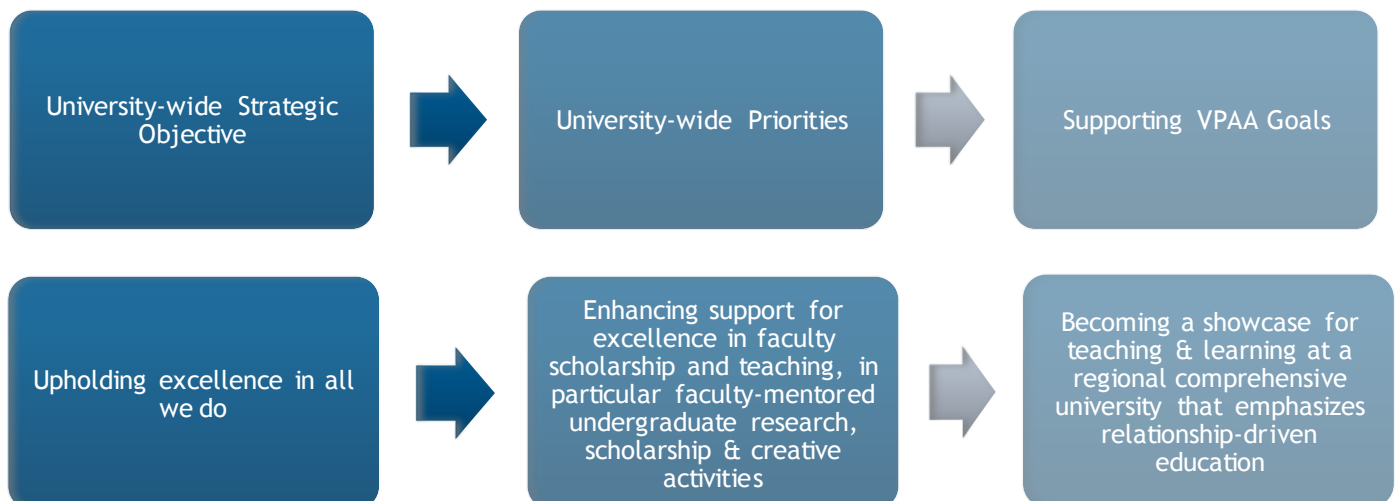 University-wide Strategic
Objective
University-wide Priorities
Supporting VPAA Goals
Upholding excellence in all
we do
Enhancing support for
excellence in faculty
scholarship and teaching, in
particular faculty-mentored
undergraduate research,
scholarship & creative
activities
Becoming a showcase for
teaching & learning at a
regional comprehensive
university that emphasizes
relationship-driven
education